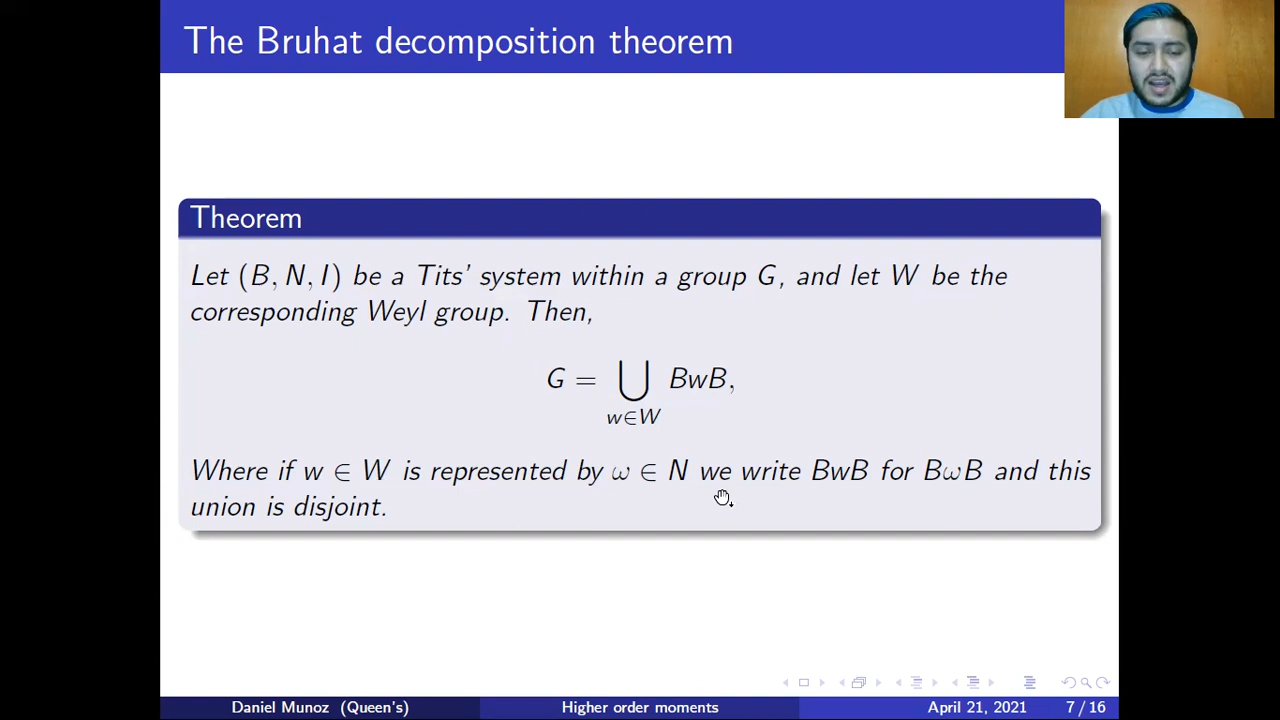 The Bruhat decomposition theorem
Theorem
Let (B, N, I) be a Tits' system within a group G, and let W be the
corresponding Weyl group. Then,
G = ⋃ BwB,
w∈W
Where if w ∈ W is represented by ω ∈ N we write BwB for BωB and this
union is disjoint.
Daniel Munoz (Queen's) Higher order moments April 21, 2021 7 / 16